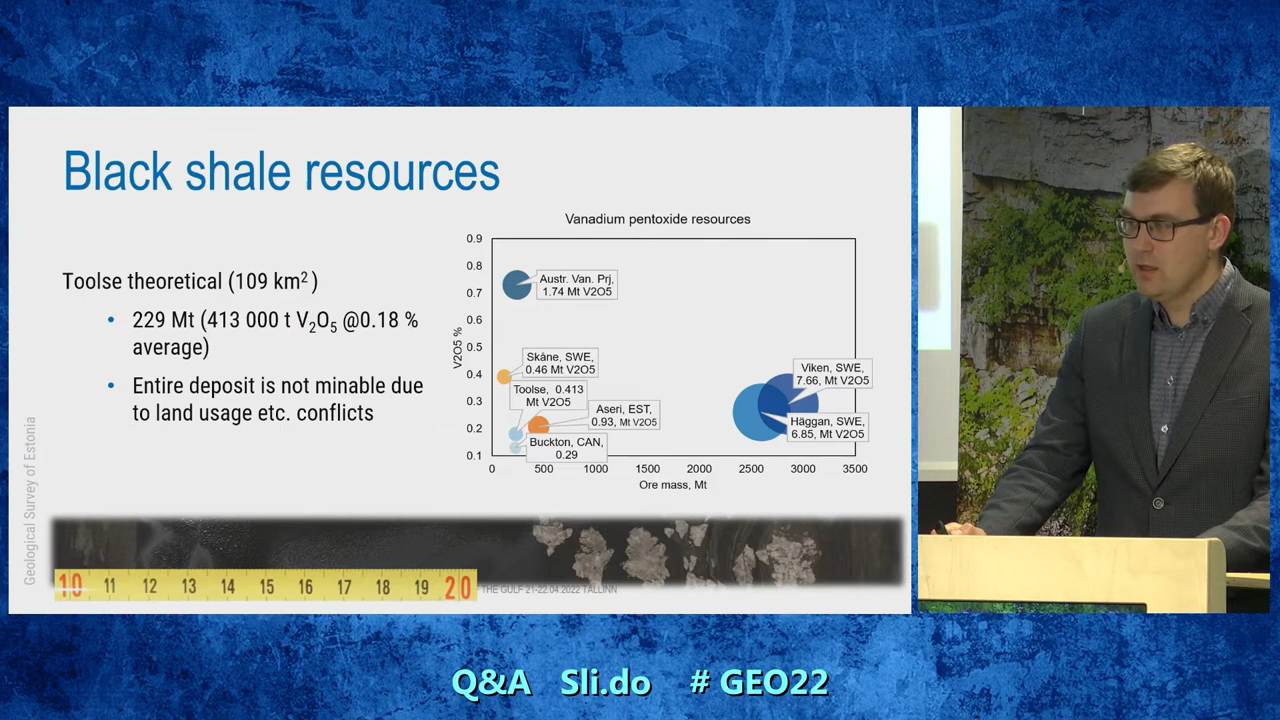 Black shale resources
Toolse theoretical (109 km²)
• 229 Mt (413 000 t V₂O₅ @0.18 %
average)
• Entire deposit is not minable due
to land usage etc. conflicts
Geological Survey of Estonia
Vanadium pentoxide resources
V2O5 %
0.9
0.8
0.7
0.6
0.5
0.4
0.3
0.2
0.1
Austr. Van. Prj,
1.74 Mt V2O5
Skåne, SWE,
0.46 Mt V2O5
Toolse, 0.413
Mt V2O5
Aseri, EST,
0.93, Mt V2O5
Buckton, CAN,
0.29
Viken, SWE,
7.66, Mt V2O5
Häggan, SWE,
6.85, Mt V2O5
0 500 1000 1500 2000 2500 3000 3500
Ore mass, Mt
10 11 12 13 14 15 16 17 18 19 20
THE GULF 21-22.04.2022 TALLINN
Q&A Sli.do # GEO22